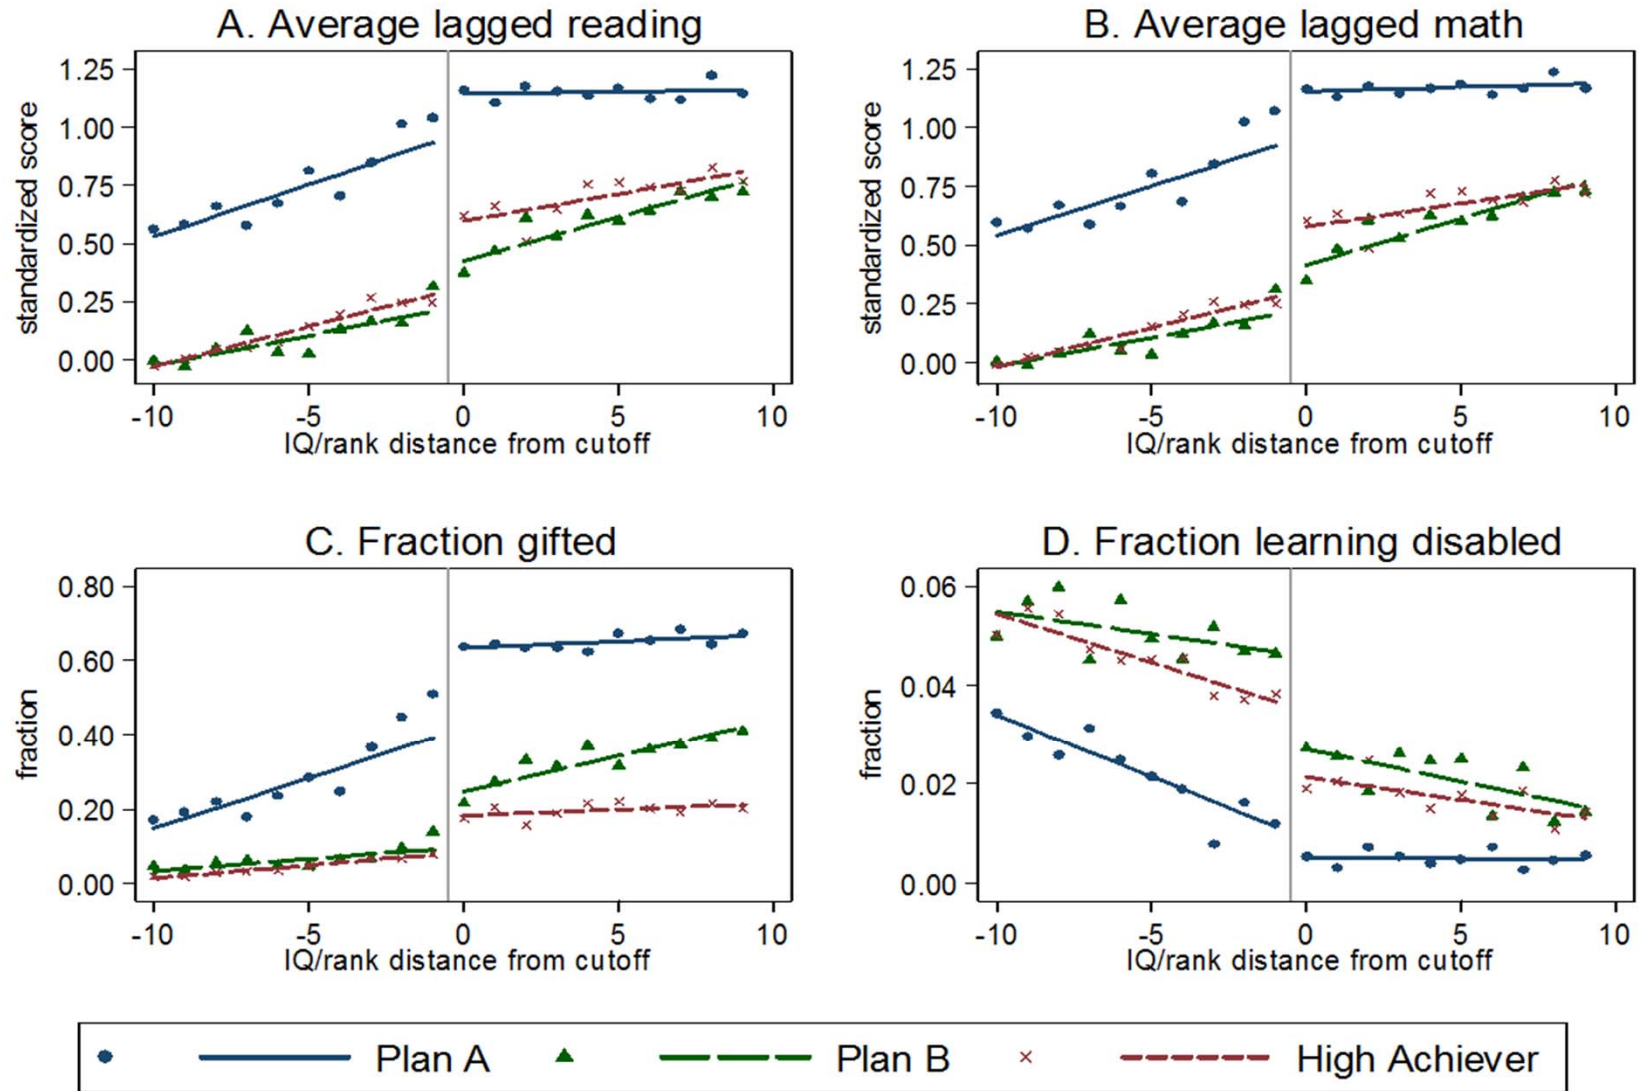 A. Average lagged reading
standardized score
1.25
1.00
0.75
0.50
0.25
0.00
-10 -5 0 5 10
IQ/rank distance from cutoff
B. Average lagged math
standardized score
1.25
1.00
0.75
0.50
0.25
0.00
-10 -5 0 5 10
IQ/rank distance from cutoff
C. Fraction gifted
fraction
0.80
0.60
0.40
0.20
0.00
-10 -5 0 5 10
IQ/rank distance from cutoff
D. Fraction learning disabled
fraction
0.06
0.04
0.02
0.00
-10 -5 0 5 10
IQ/rank distance from cutoff
Plan A Plan B High Achiever